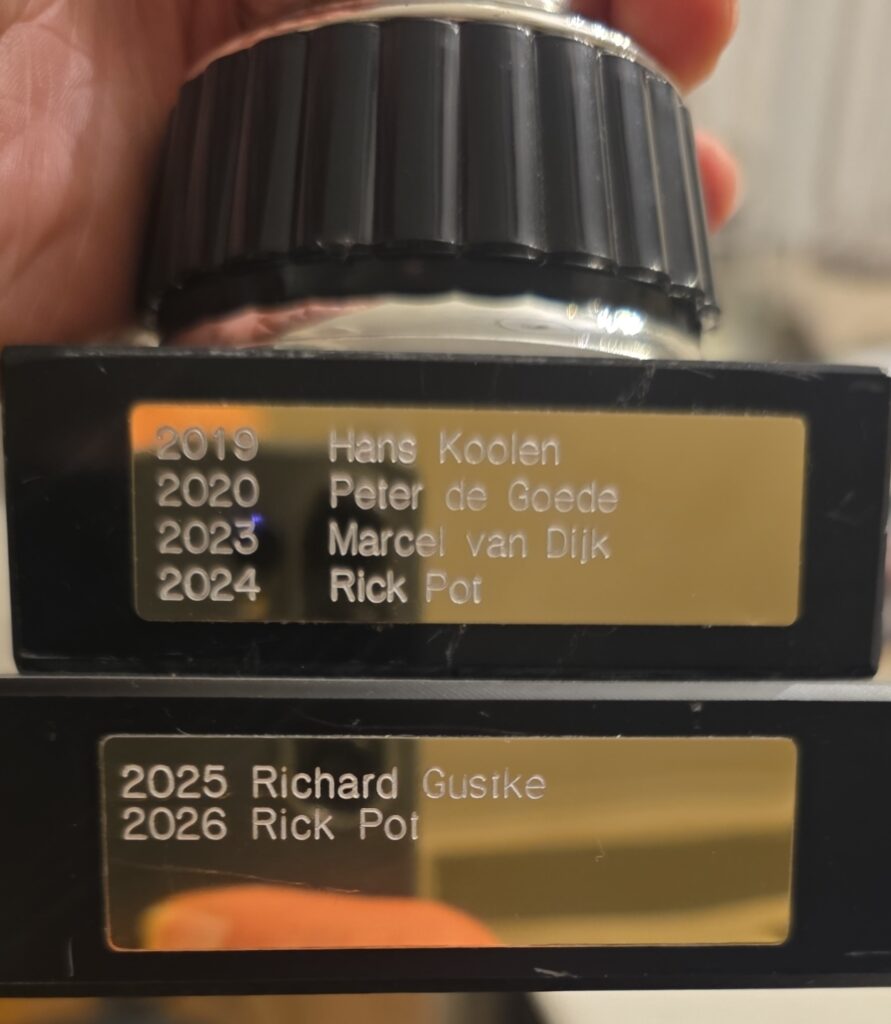 2019 Hans Koolen
2020 Peter de Goede
2023 Marcel van Dijk
2024 Rick Pot
2025 Richard Gustke
2026 Rick Pot